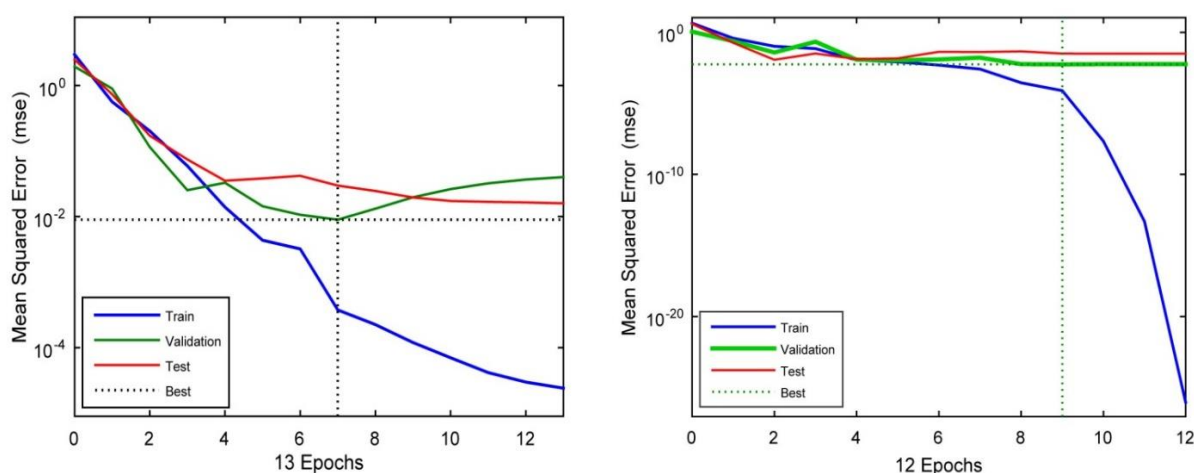 Mean Squared Error (mse)
10^0
10^-2
10^-4
Train
Validation
Test
Best
0 2 4 6 8 10 12
13 Epochs
Mean Squared Error (mse)
10^0
10^-10
10^-20
Train
Validation
Test
Best
0 2 4 6 8 10 12
12 Epochs